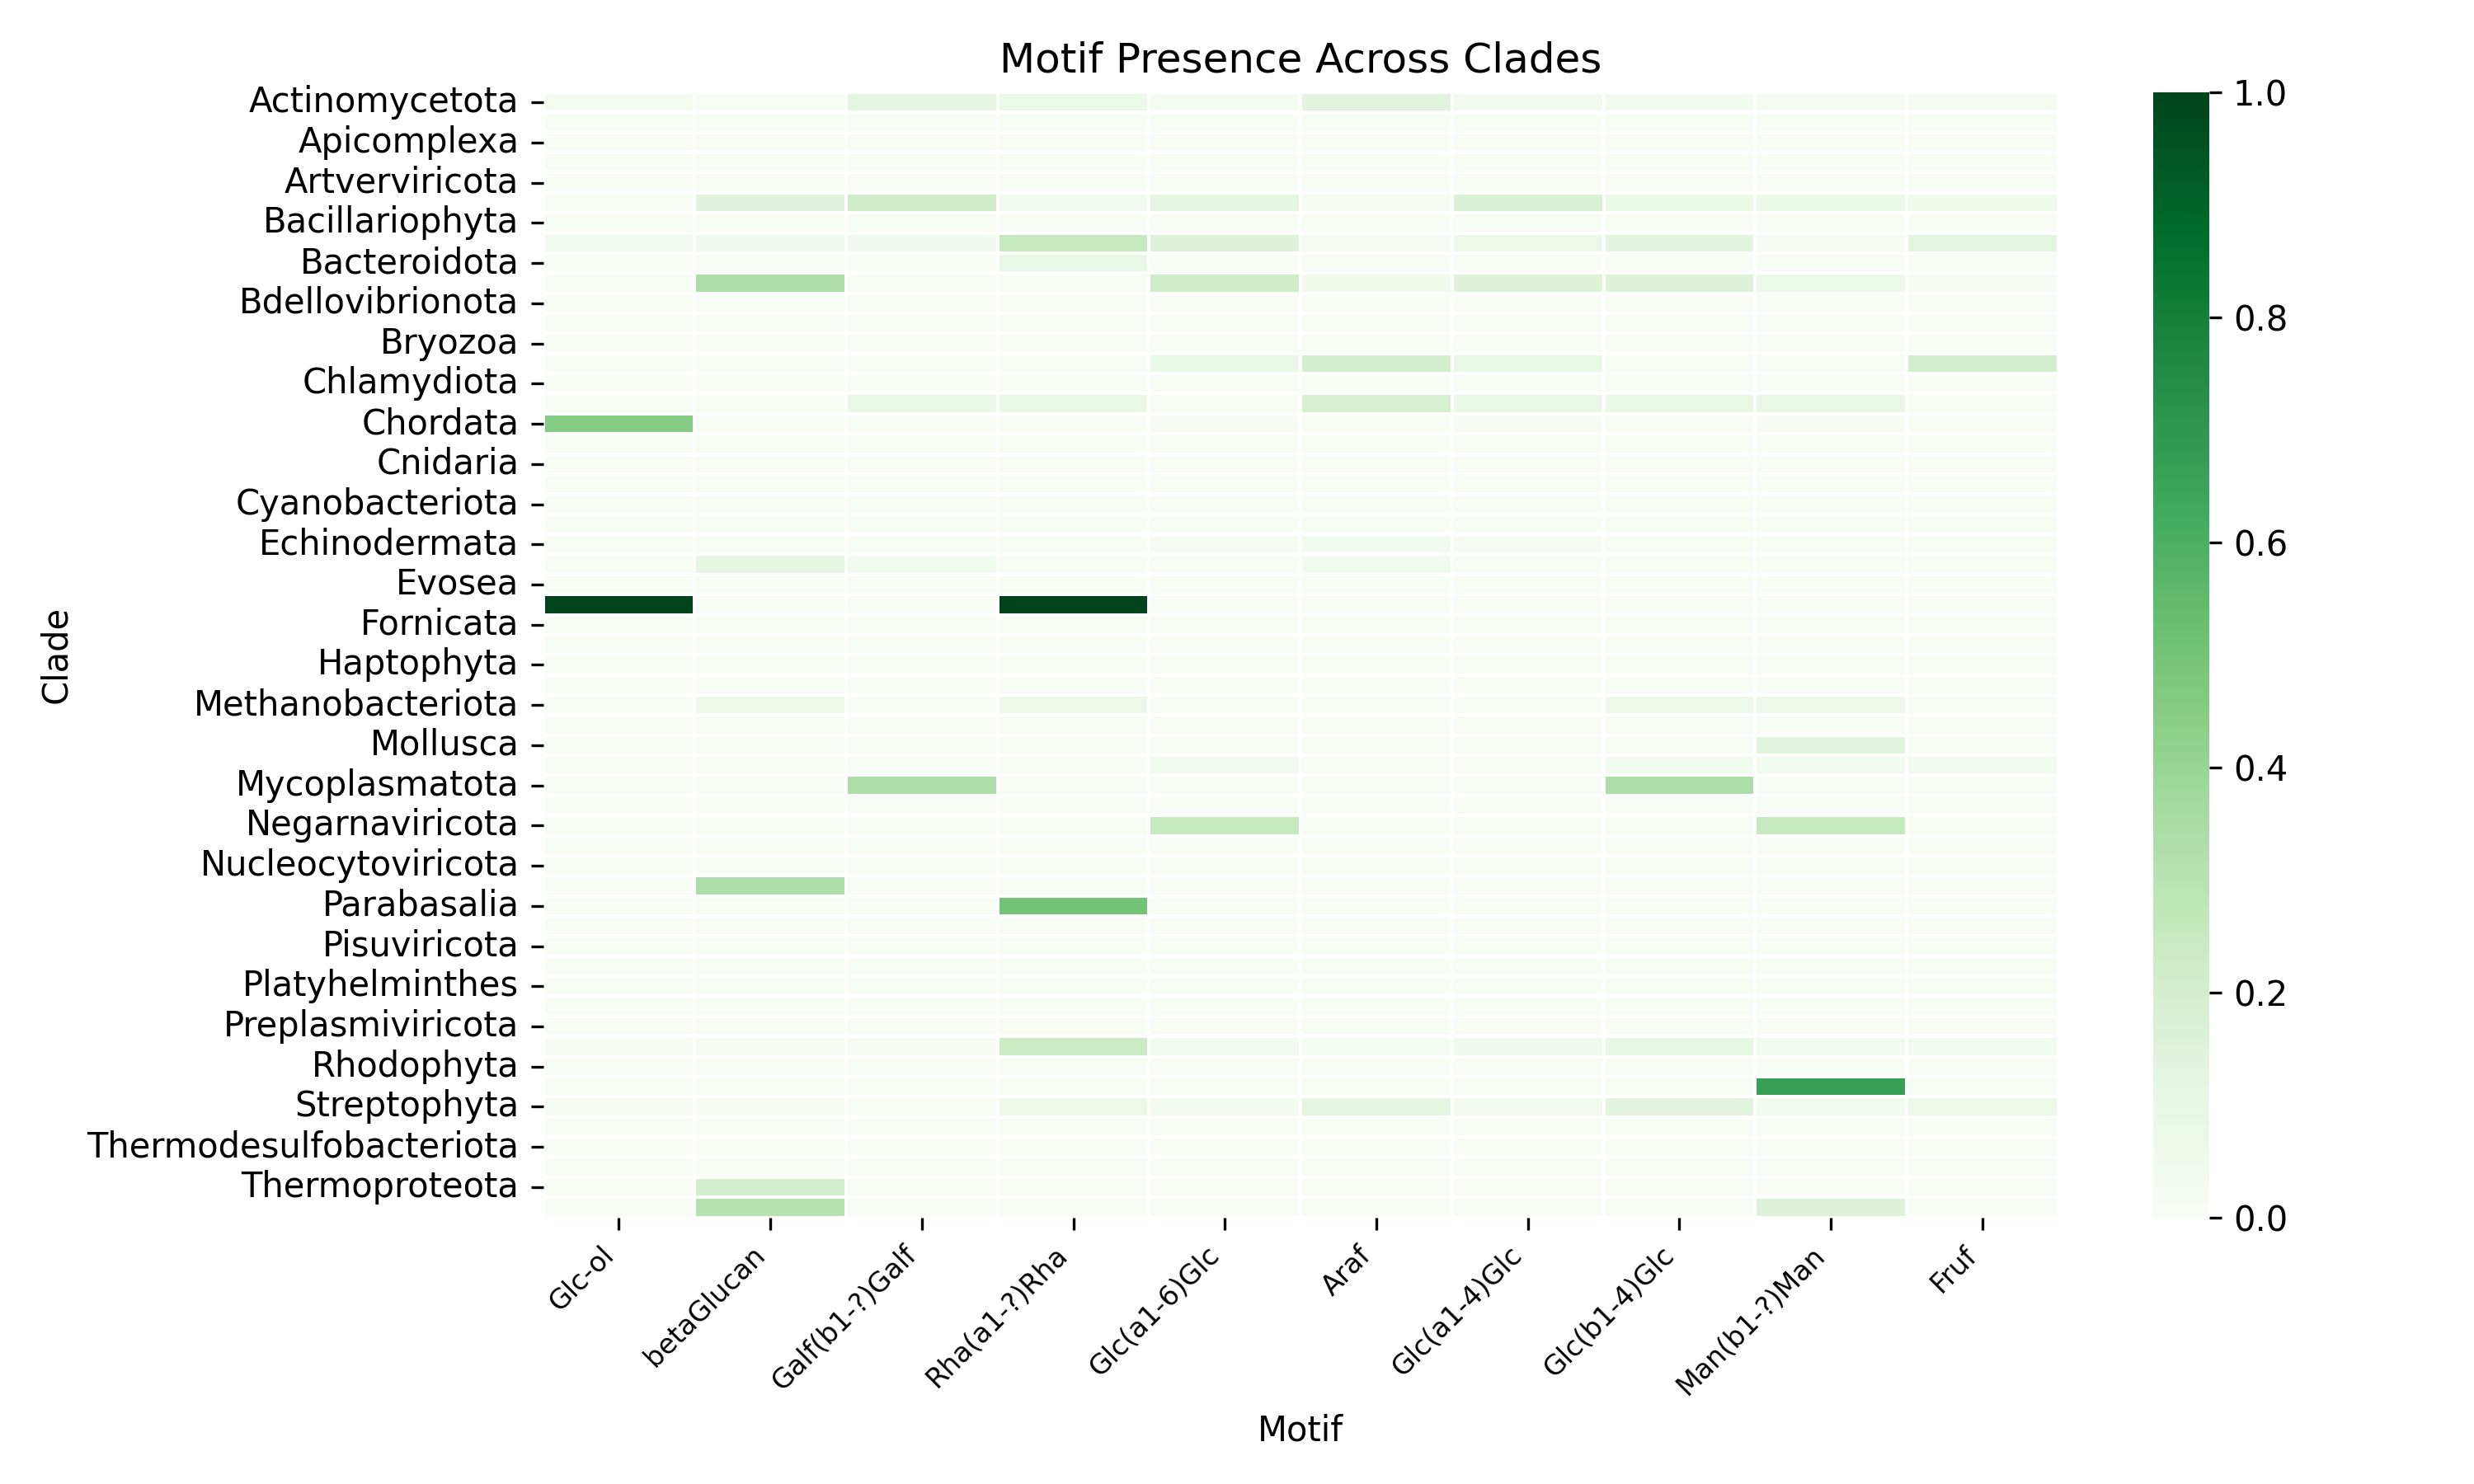 Motif Presence Across Clades
Clade
Actinomycetota
Apicomplexa
Artverviricota
Bacillariophyta
Bacteroidota
Bdellovibrionota
Bryozoa
Chlamydiota
Chordata
Cnidaria
Cyanobacteriota
Echinodermata
Evosea
Fornicata
Haptophyta
Methanobacteriota
Mollusca
Mycoplasmatota
Negarnaviricota
Nucleocytoviricota
Parabasalia
Pisuviricota
Platyhelminthes
Preplasmiviricota
Rhodophyta
Streptophyta
Thermodesulfobacteriota
Thermoproteota
Glc-ol
betaGlucan
Galf(b1-?)Galf
Rha(a1-?)Rha
Glc(a1-6)Glc
Araf
Glc(a1-4)Glc
Glc(b1-4)Glc
Man(b1-?)Man
Fruf
Motif
1.0
0.8
0.6
0.4
0.2
0.0